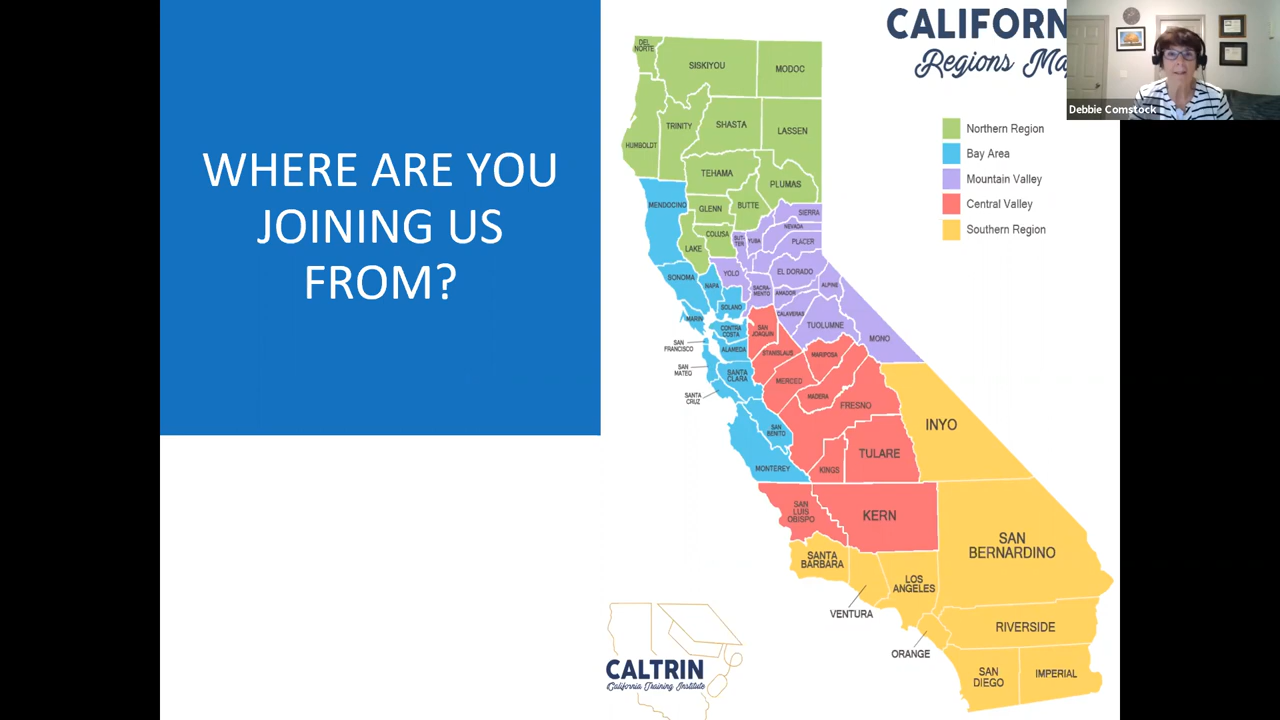 WHERE ARE YOU
JOINING US
FROM?
CALIFORN
Regions Ma
Debbie Comstock
Northern Region
Bay Area
Mountain Valley
Central Valley
Southern Region
DEL
NORTE
SISKIYOU
MODOC
HUMBOLDT
TRINITY
SHASTA
LASSEN
TEHAMA
PLUMAS
MENDOCINO
GLENN
BUTTE
SIERRA
NEVADA
COLUSA
SUT-
TER
YUBA
PLACER
LAKE
SONOMA
NAPA
YOLO
EL DORADO
SACRA-
MENTO
AMADOR
ALPINE
SOLANO
MARIN
CALAVERAS
CONTRA
COSTA
SAN
JOAQUIN
TUOLUMNE
MONO
SAN
FRANCISCO
ALAMEDA
STANISLAUS
MARIPOSA
SAN
MATEO
SANTA
CLARA
MERCED
SANTA
CRUZ
MADERA
FRESNO
SAN
BENITO
INYO
MONTEREY
KINGS
TULARE
SAN
LUIS
OBISPO
KERN
SAN
BERNARDINO
SANTA
BARBARA
LOS
ANGELES
VENTURA
ORANGE
RIVERSIDE
SAN
DIEGO
IMPERIAL
CALTRIN
California Training Institute